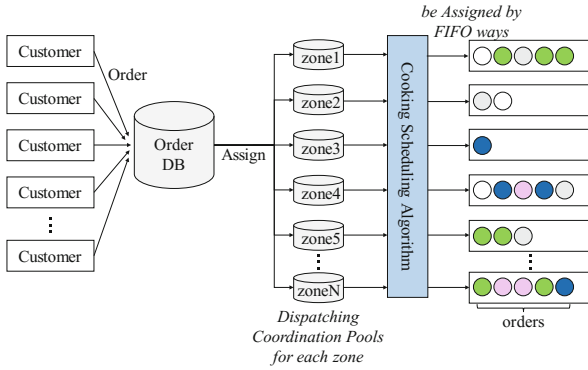 be Assigned by
FIFO ways
Customer
Customer
Customer
Customer
Customer
Order
Order
DB
Assign
zone1
zone2
zone3
zone4
zone5
zoneN
Cooking Scheduling Algorithm
orders
Dispatching
Coordination Pools
for each zone